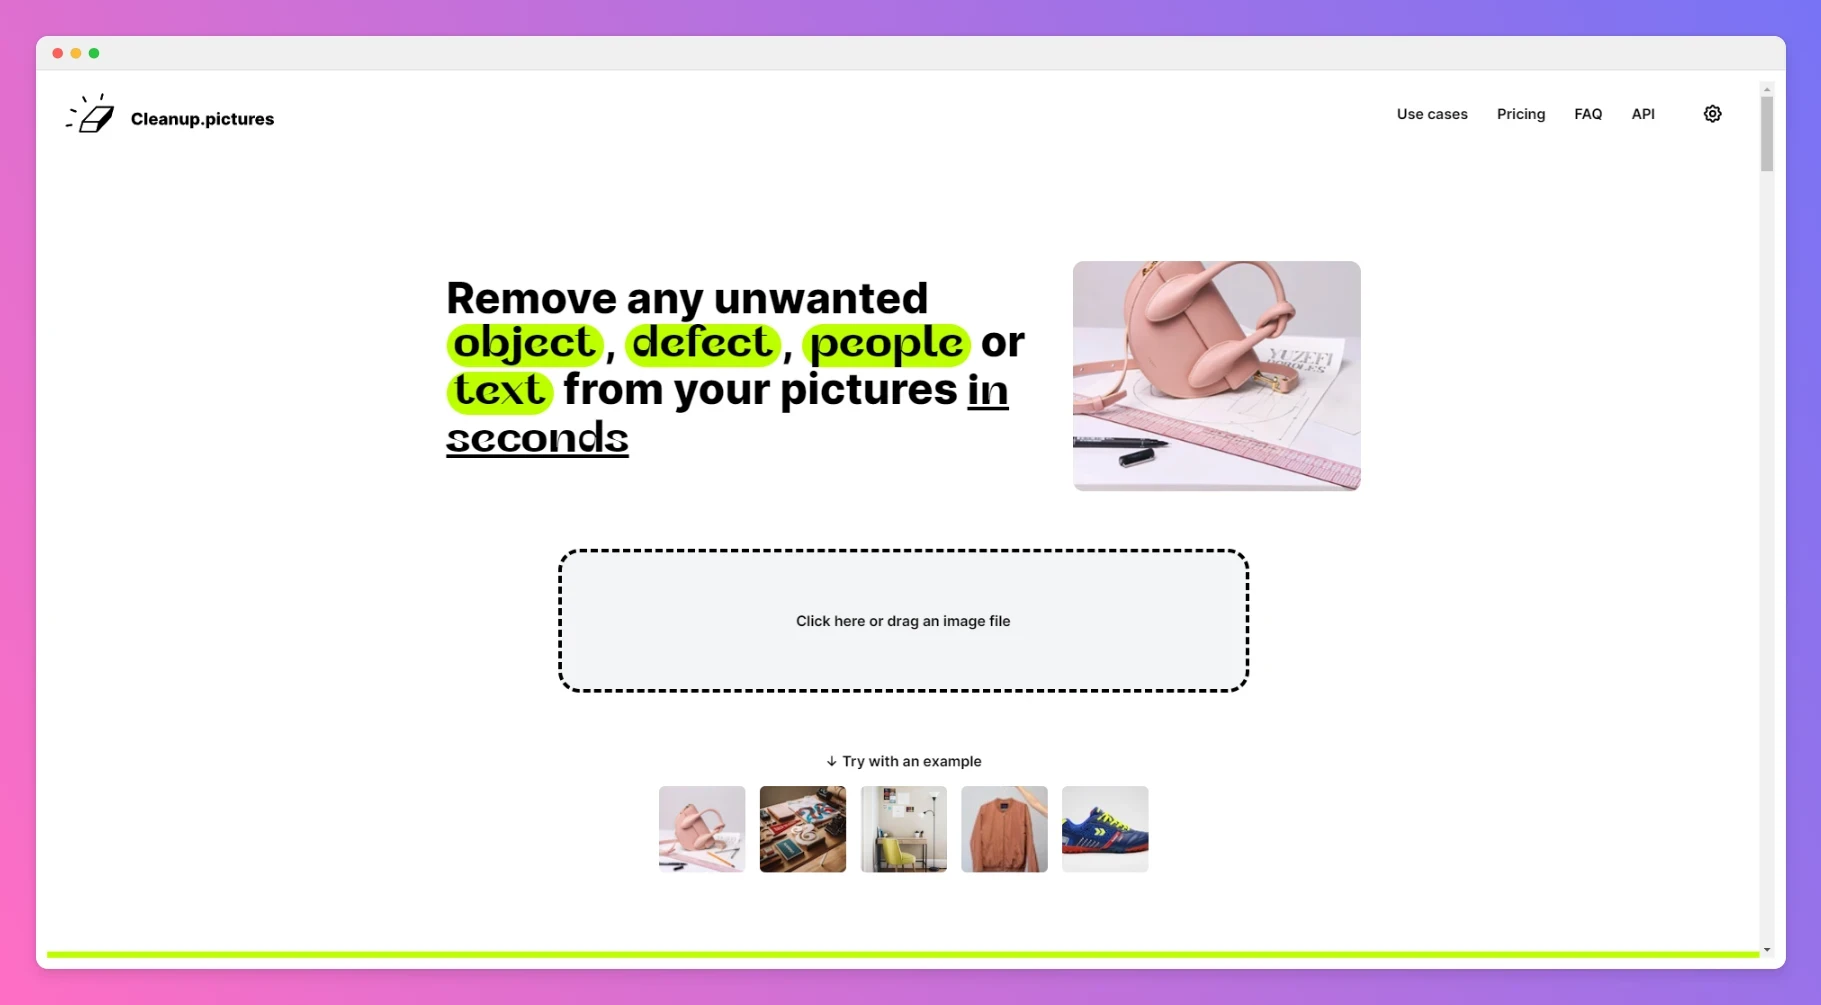 Cleanup.pictures
Use cases Pricing FAQ API
Remove any unwanted
object, defect, people or
text from your pictures in
seconds
YUZEFI
Click here or drag an image file
↓ Try with an example